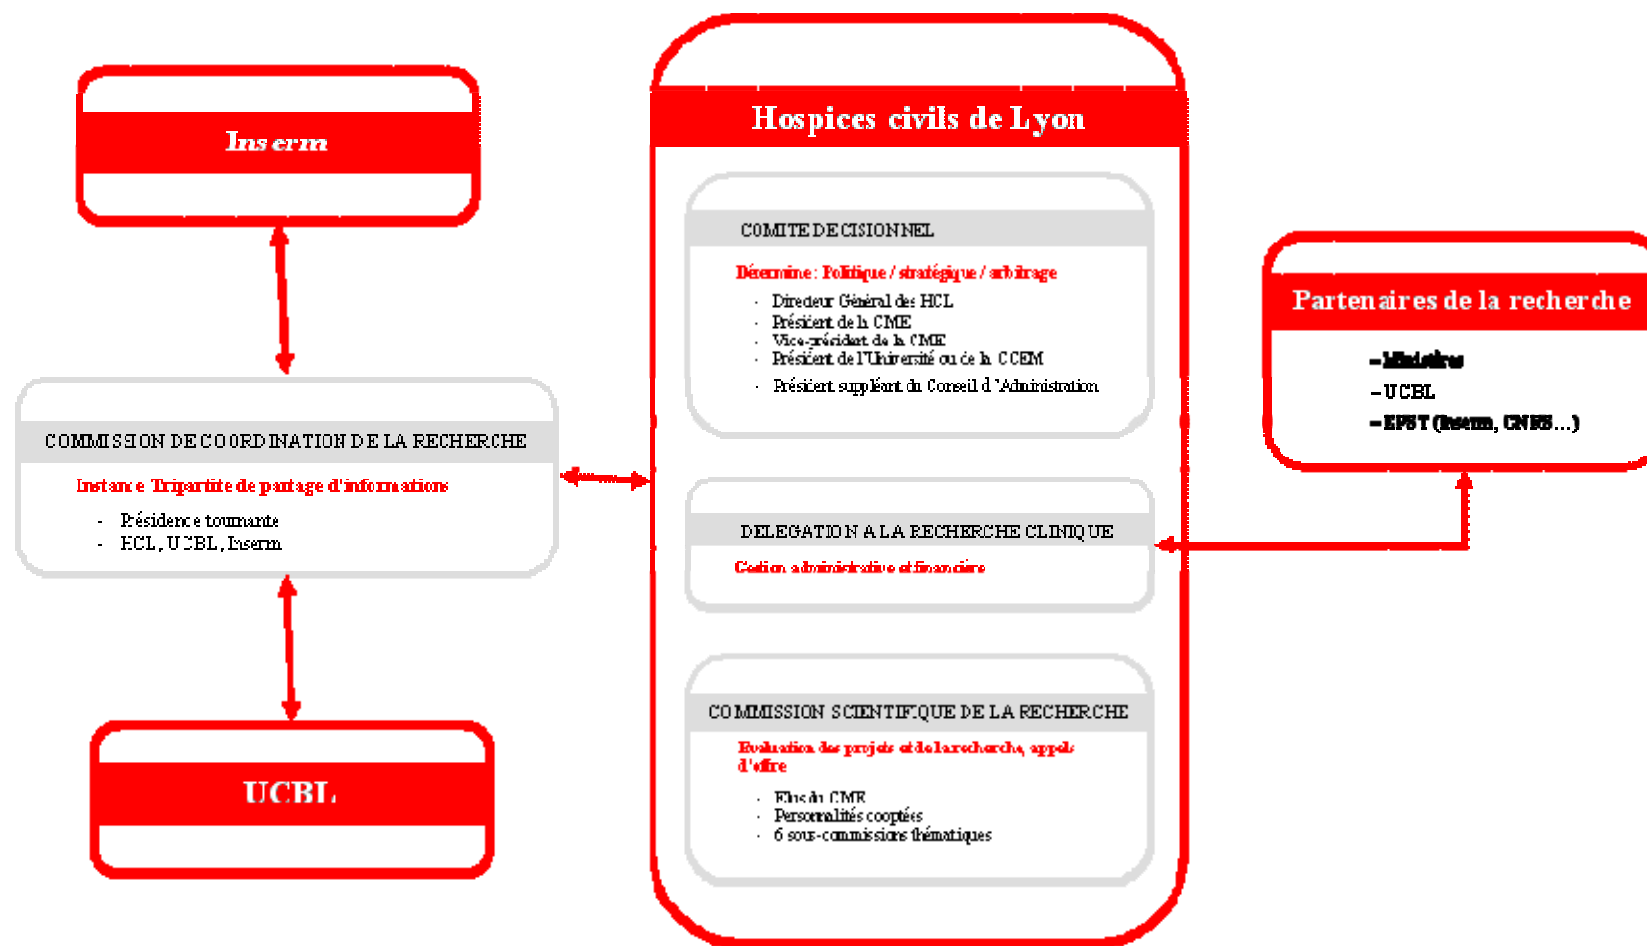 Inserm
COMMISSION DE COORDINATION DE LA RECHERCHE
Instance Tripartite de partage d'informations
- Présidence tournante
- HCL, UCBL, Inserm
UCBL
Hospices civils de Lyon
COMITE DECISIONNEL
Détermine : Politique / stratégique / arbitrage
- Directeur Général des HCL
- Président de la CME
- Vice-président de la CME
- Président de l'Université ou de la CCEM
- Président suppléant du Conseil d'Administration
DELEGATION A LA RECHERCHE CLINIQUE
Gestion administrative et financière
COMMISSION SCIENTIFIQUE DE LA RECHERCHE
Evaluation des projets et de la recherche, appels
d'offre
- Elus du CME
- Personnalités cooptées
- 6 sous-commissions thématiques
Partenaires de la recherche
– Ministères
– UCBL
– EPST (Inserm, CNRS...)